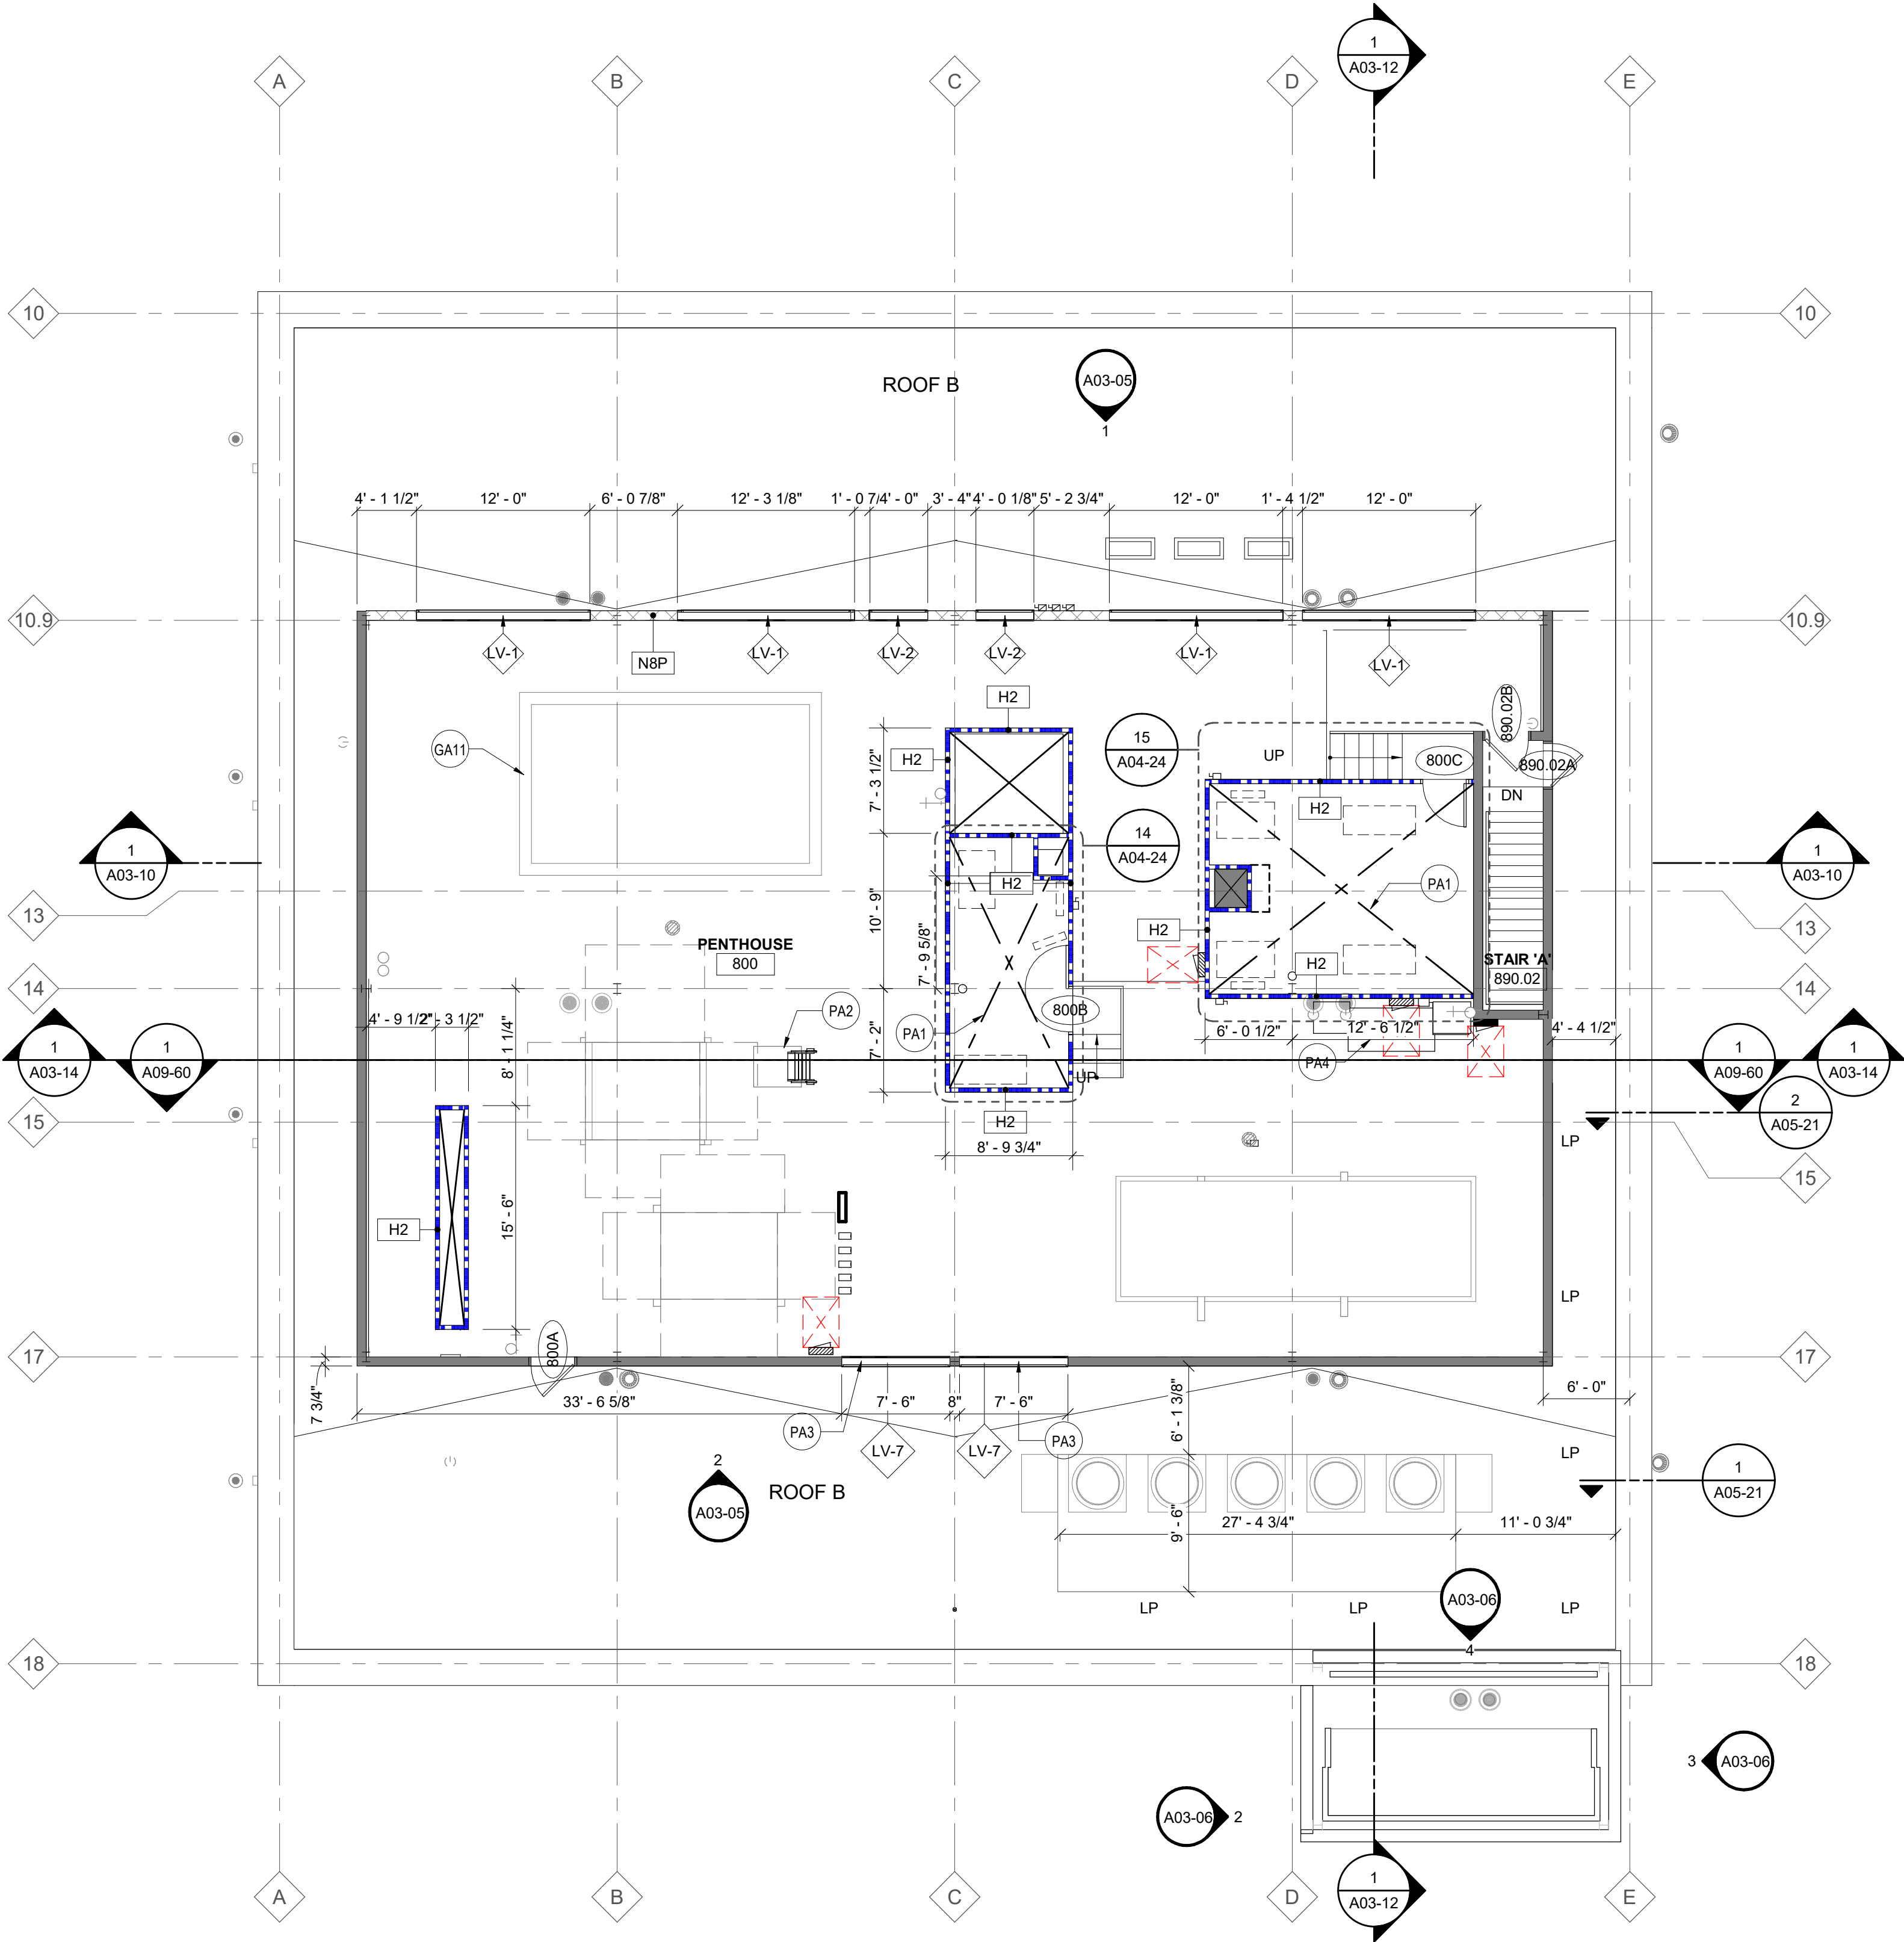 1
A03-12
A
B
C
D
E
10
10
ROOF B
A03-05
1
4' - 1 1/2"
12' - 0"
6' - 0 7/8"
12' - 3 1/8"
1' - 0 7/
4' - 0"
3' - 4"
4' - 0 1/8"
5' - 2 3/4"
12' - 0"
1' - 4 1/2"
12' - 0"
10.9
10.9
LV-1
N8P
LV-1
LV-2
LV-2
LV-1
LV-1
H2
890.02B
GA11
H2
15
A04-24
UP
800C
890.02A
7' - 3 1/2"
DN
H2
1
A03-10
14
A04-24
1
A03-10
H2
PA1
13
13
10' - 9"
7' - 9 5/8"
H2
PENTHOUSE
800
H2
STAIR 'A'
890.02
14
14
PA2
PA1
800B
4' - 9 1/2"
2' - 3 1/2"
8' - 1 1/4"
7' - 2"
6' - 0 1/2"
12' - 6 1/2"
4' - 4 1/2"
1
A03-14
1
A09-60
PA4
1
A09-60
1
A03-14
UP
2
A05-21
15
H2
LP
8' - 9 3/4"
15
15' - 6"
H2
LP
800A
17
17
7 3/4"
33' - 6 5/8"
7' - 6"
8"
7' - 6"
6' - 1 3/8"
6' - 0"
PA3
LV-7
LV-7
PA3
LP
2
A03-05
ROOF B
1
A05-21
9' - 6"
27' - 4 3/4"
11' - 0 3/4"
A03-06
4
LP
LP
LP
18
18
3
A03-06
A03-06
2
A
B
C
D
E
1
A03-12